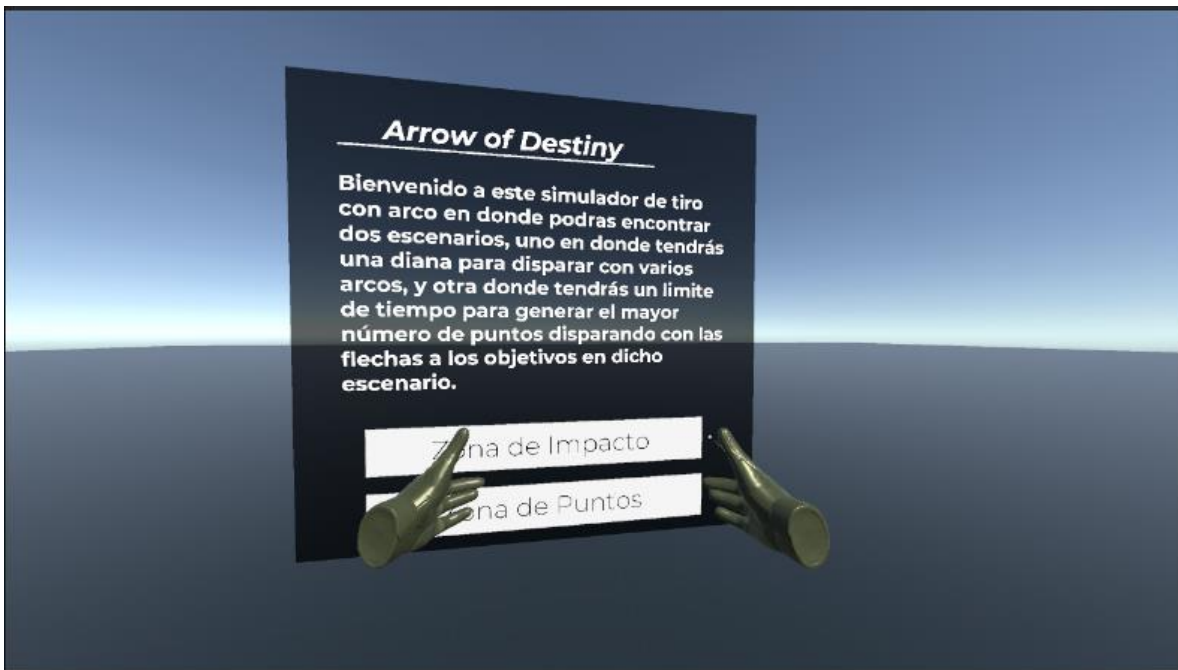 Arrow of Destiny
Bienvenido a este simulador de tiro
con arco en donde podras encontrar
dos escenarios, uno en donde tendrás
una diana para disparar con varios
arcos, y otra donde tendrás un limite
de tiempo para generar el mayor
número de puntos disparando con las
flechas a los objetivos en dicho
escenario.
Zona de Impacto
Zona de Puntos